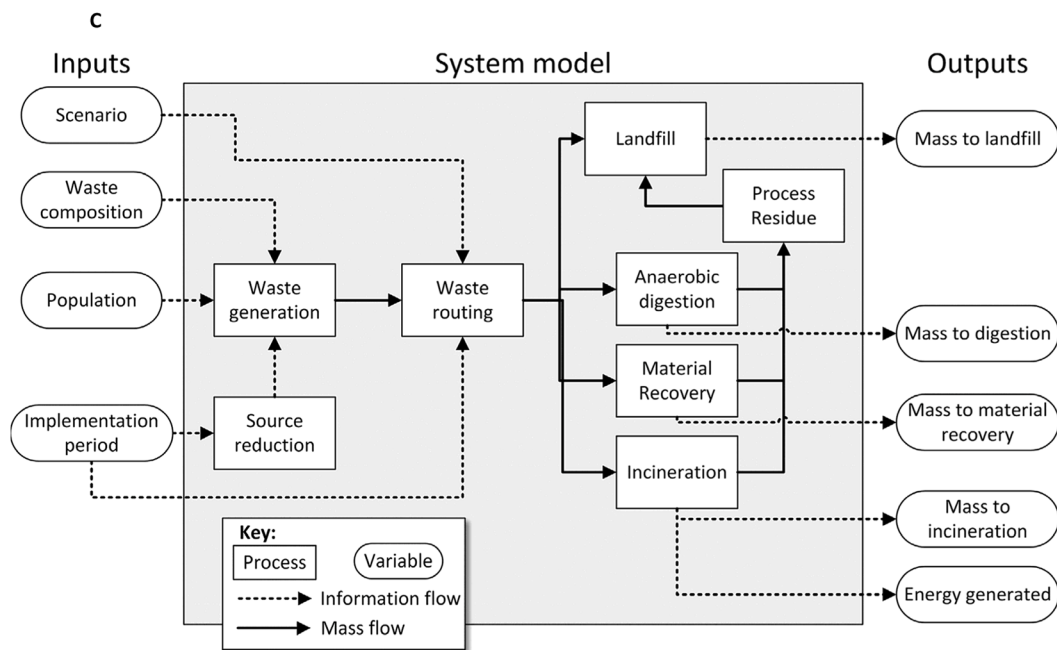 C
Inputs
System model
Outputs
Scenario
Waste
composition
Population
Implementation
period
Waste
generation
Source
reduction
Waste
routing
Landfill
Process
Residue
Anaerobic
digestion
Material
Recovery
Incineration
Mass to landfill
Mass to digestion
Mass to material
recovery
Mass to
incineration
Energy generated
Key:
Process
Variable
Information flow
Mass flow